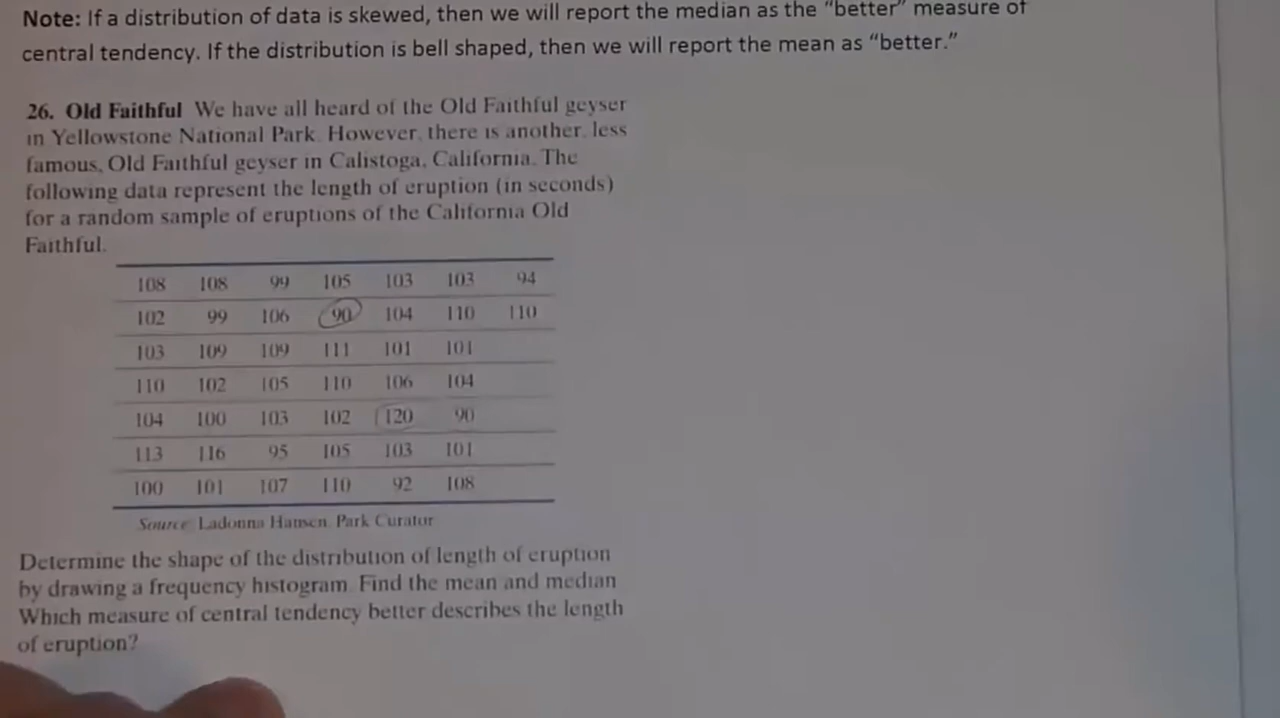 Note: If a distribution of data is skewed, then we will report the median as the "better" measure of
central tendency. If the distribution is bell shaped, then we will report the mean as "better."
26. Old Faithful We have all heard of the Old Faithful geyser
in Yellowstone National Park. However, there is another, less
famous, Old Faithful geyser in Calistoga, California. The
following data represent the length of eruption (in seconds)
for a random sample of eruptions of the California Old
Faithful.
108 108 99 105 103 103 94
102 99 106 90 104 110 110
103 109 109 111 101 101
110 102 105 110 106 104
104 100 103 102 120 90
113 116 95 105 103 101
100 101 107 110 92 108
Source: Ladonna Hansen, Park Curator
Determine the shape of the distribution of length of eruption
by drawing a frequency histogram. Find the mean and median.
Which measure of central tendency better describes the length
of eruption?